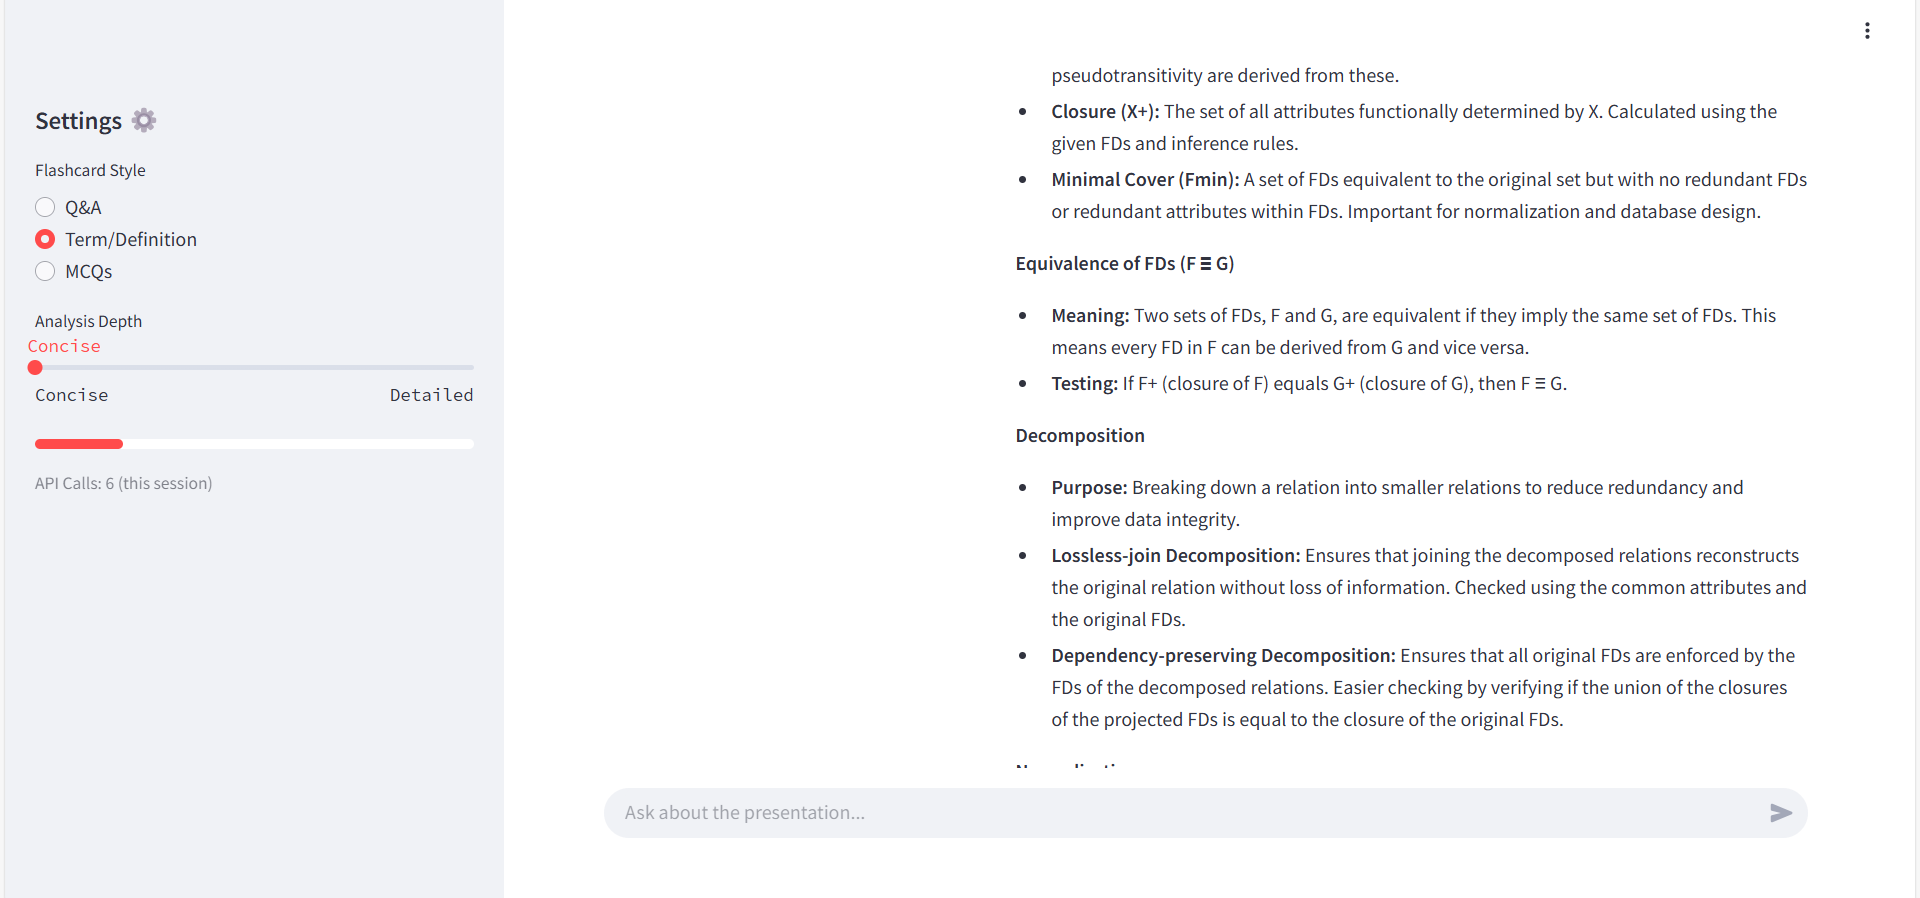 Settings
Flashcard Style
Q&A
Term/Definition
MCQs
Analysis Depth
Concise
Concise
Detailed
API Calls: 6 (this session)
pseudotransitivity are derived from these.
Closure (X+): The set of all attributes functionally determined by X. Calculated using the
given FDs and inference rules.
Minimal Cover (Fmin): A set of FDs equivalent to the original set but with no redundant FDs
or redundant attributes within FDs. Important for normalization and database design.
Equivalence of FDs (F ≡ G)
Meaning: Two sets of FDs, F and G, are equivalent if they imply the same set of FDs. This
means every FD in F can be derived from G and vice versa.
Testing: If F+ (closure of F) equals G+ (closure of G), then F ≡ G.
Decomposition
Purpose: Breaking down a relation into smaller relations to reduce redundancy and
improve data integrity.
Lossless-join Decomposition: Ensures that joining the decomposed relations reconstructs
the original relation without loss of information. Checked using the common attributes and
the original FDs.
Dependency-preserving Decomposition: Ensures that all original FDs are enforced by the
FDs of the decomposed relations. Easier checking by verifying if the union of the closures
of the projected FDs is equal to the closure of the original FDs.
Ask about the presentation...